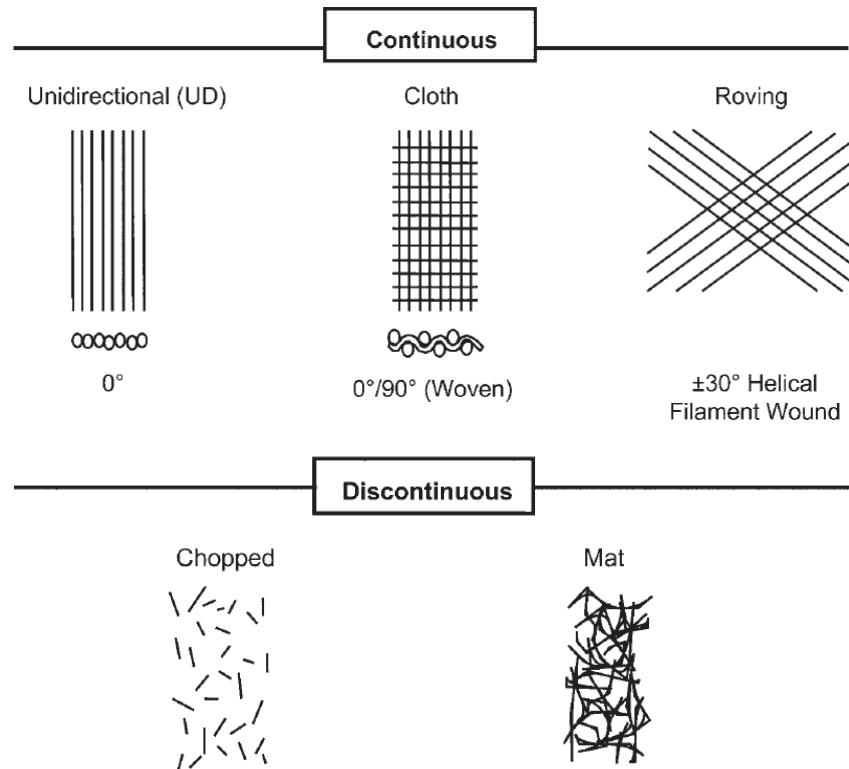 Continuous
Unidirectional (UD)
Cloth
Roving
0°
0°/90° (Woven)
±30° Helical
Filament Wound
Discontinuous
Chopped
Mat